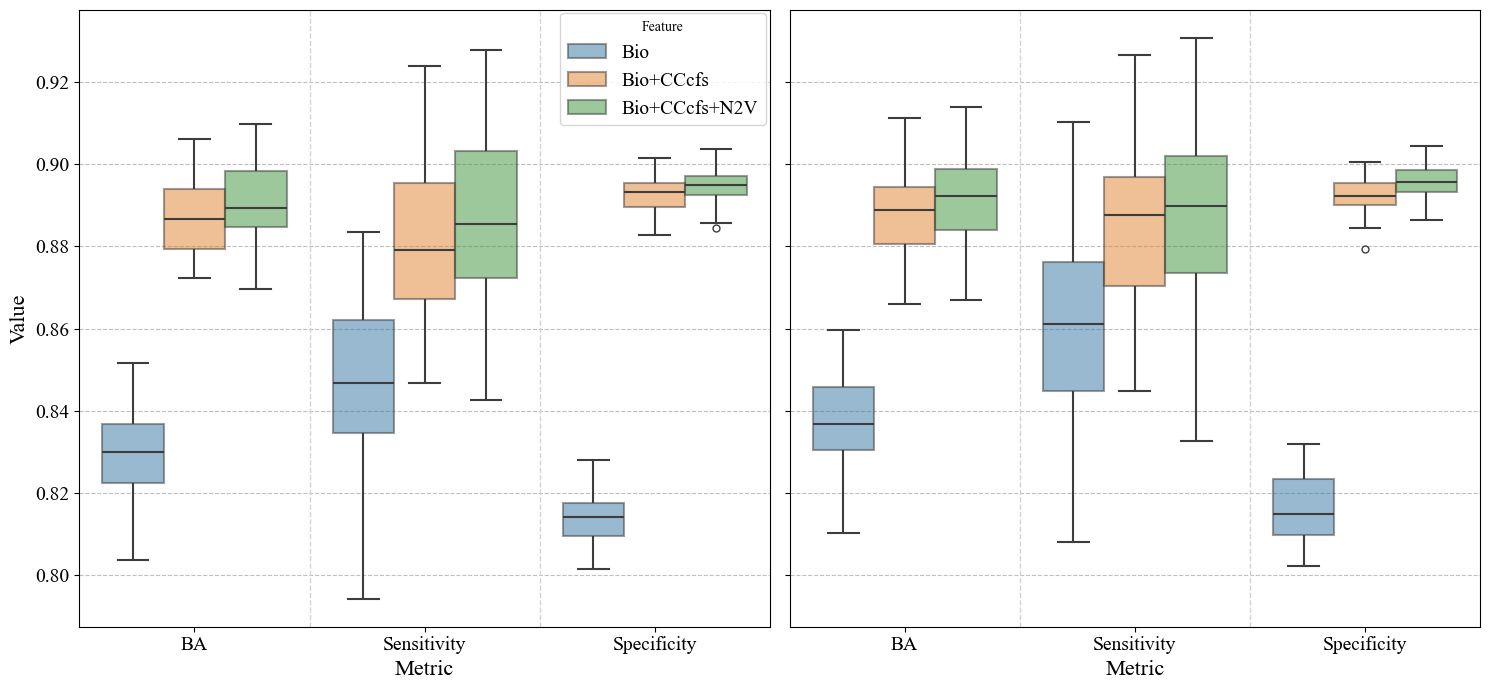 Feature
Bio
Bio+CCcfs
Bio+CCcfs+N2V
Value
0.92
0.90
0.88
0.86
0.84
0.82
0.80
BA Sensitivity Specificity
Metric
BA Sensitivity Specificity
Metric